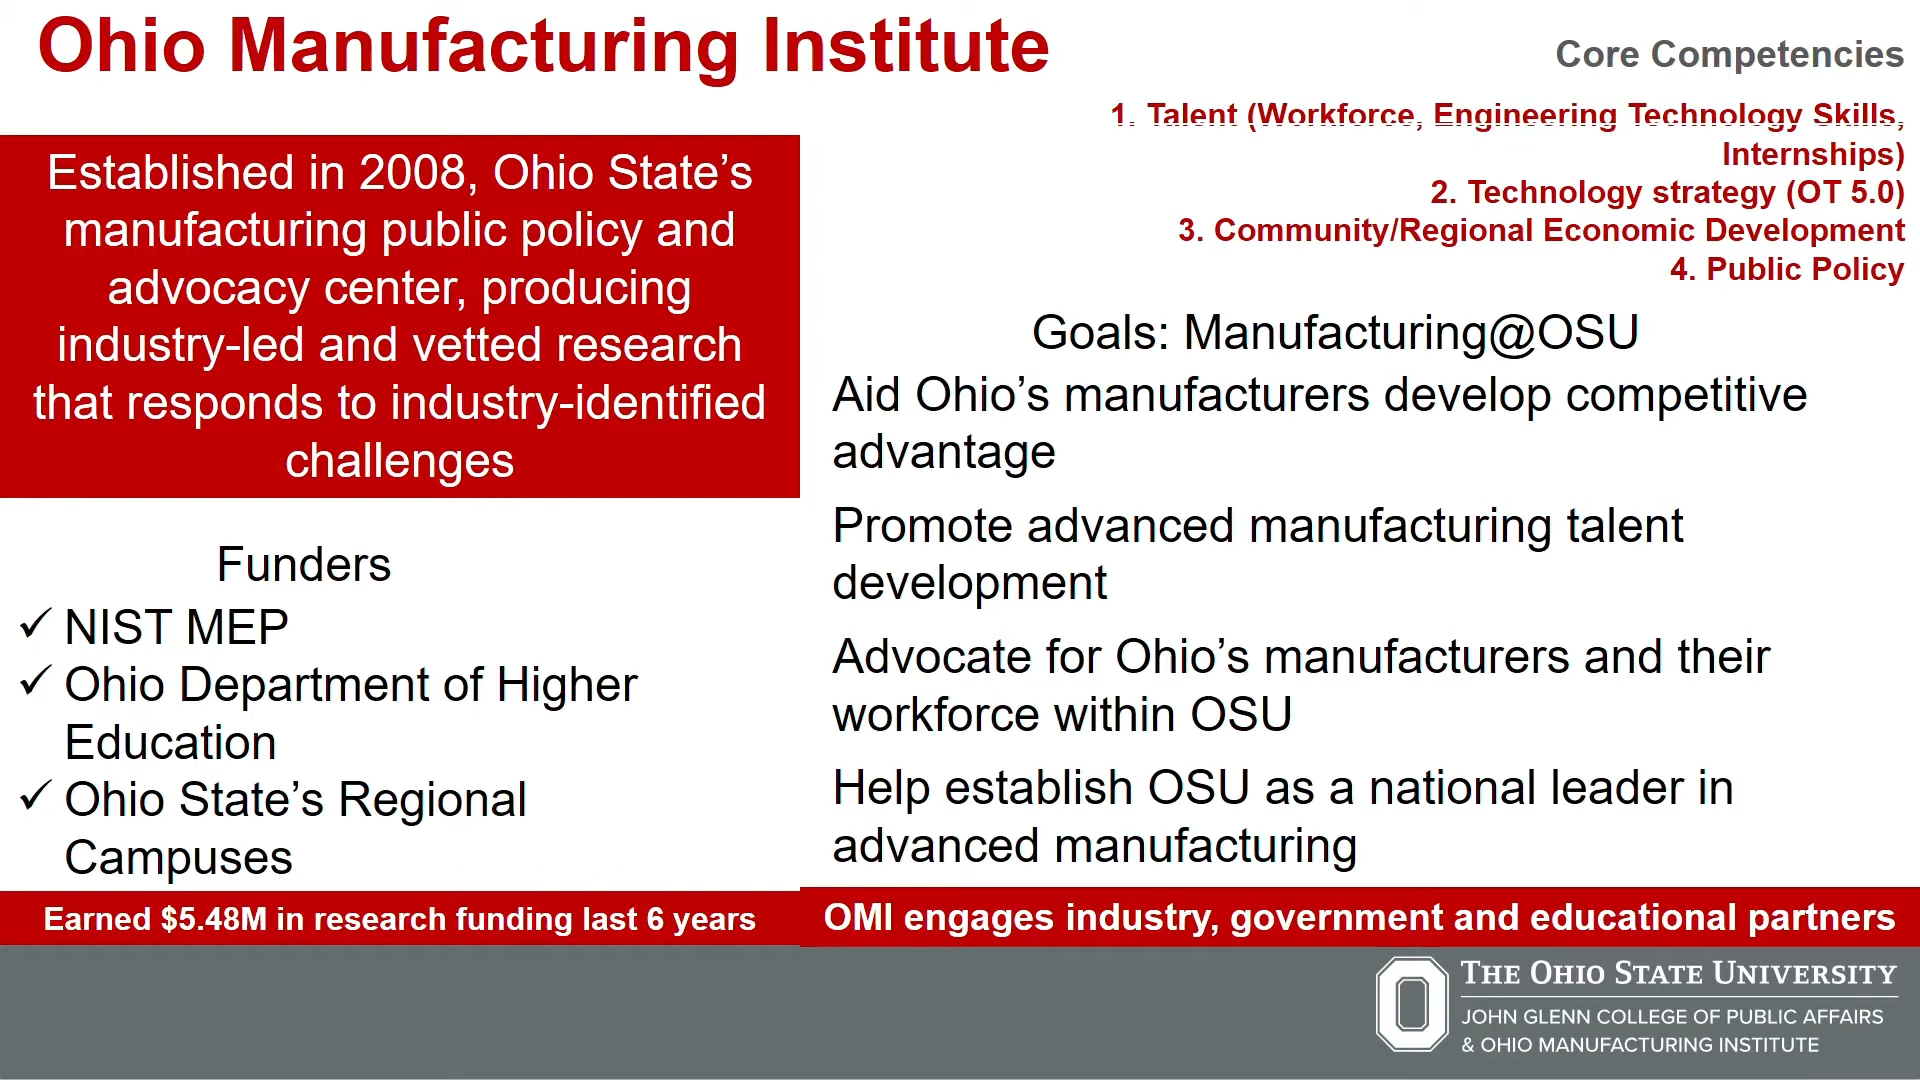 Ohio Manufacturing Institute
Core Competencies
1. Talent (Workforce, Engineering Technology Skills,
Internships)
2. Technology strategy (OT 5.0)
3. Community/Regional Economic Development
4. Public Policy
Established in 2008, Ohio State’s
manufacturing public policy and
advocacy center, producing
industry-led and vetted research
that responds to industry-identified
challenges
Funders
✓ NIST MEP
✓ Ohio Department of Higher
Education
✓ Ohio State’s Regional
Campuses
Earned $5.48M in research funding last 6 years
Goals: Manufacturing@OSU
Aid Ohio’s manufacturers develop competitive
advantage
Promote advanced manufacturing talent
development
Advocate for Ohio’s manufacturers and their
workforce within OSU
Help establish OSU as a national leader in
advanced manufacturing
OMI engages industry, government and educational partners
THE OHIO STATE UNIVERSITY
JOHN GLENN COLLEGE OF PUBLIC AFFAIRS
& OHIO MANUFACTURING INSTITUTE